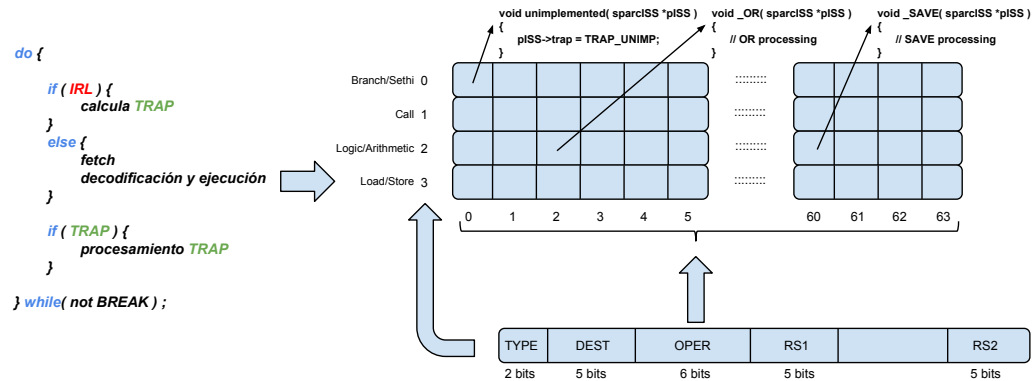 do {
if ( IRL ) {
calcula TRAP
}
else {
fetch
decodificación y ejecución
}
if ( TRAP ) {
procesamiento TRAP
}
} while( not BREAK ) ;
void unimplemented( sparcISS *pISS )
{
pISS->trap = TRAP_UNIMP;
}
void _OR( sparcISS *pISS )
{
// OR processing
}
void _SAVE( sparcISS *pISS )
{
// SAVE processing
}
Branch/Sethi 0
Call 1
Logic/Arithmetic 2
Load/Store 3
:::::::::
:::::::::
:::::::::
:::::::::
0 1 2 3 4 5 60 61 62 63
TYPE DEST OPER RS1 RS2
2 bits 5 bits 6 bits 5 bits 5 bits